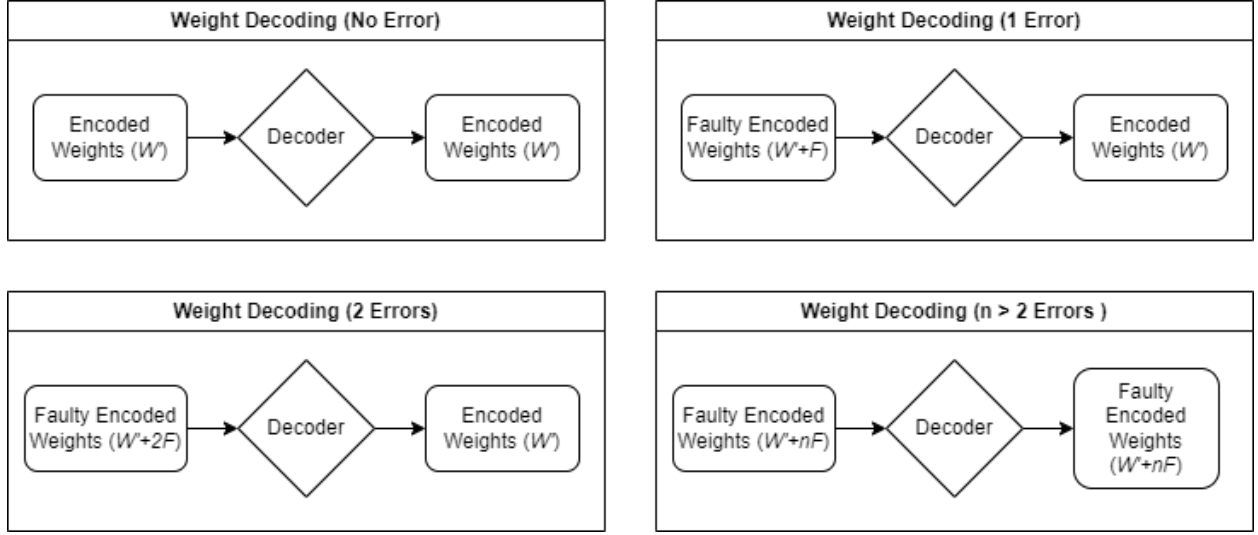 Weight Decoding (No Error)
Encoded
Weights (W')
Decoder
Encoded
Weights (W')
Weight Decoding (1 Error)
Faulty Encoded
Weights (W'+F)
Decoder
Encoded
Weights (W')
Weight Decoding (2 Errors)
Faulty Encoded
Weights (W'+2F)
Decoder
Encoded
Weights (W')
Weight Decoding (n > 2 Errors )
Faulty Encoded
Weights (W'+nF)
Decoder
Faulty
Encoded
Weights
(W'+nF)